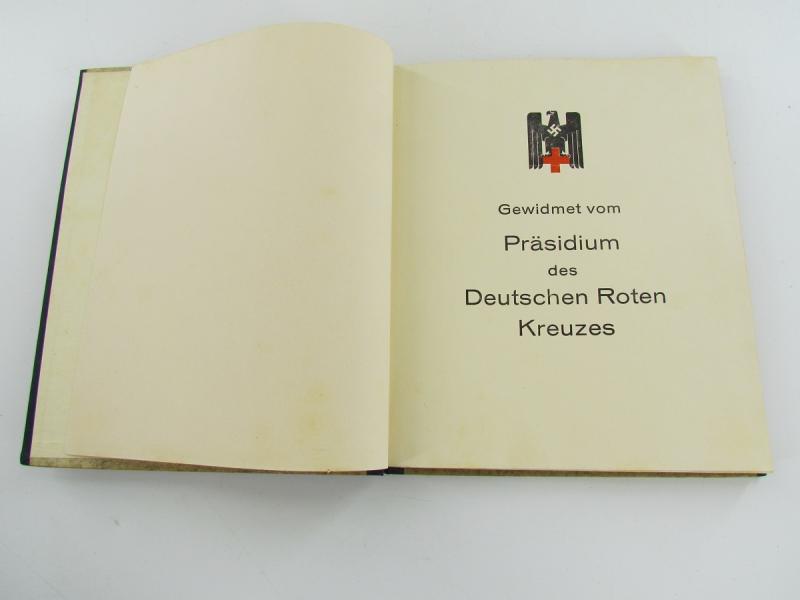 Gewidmet vom
Präsidium
des
Deutschen Roten
Kreuzes